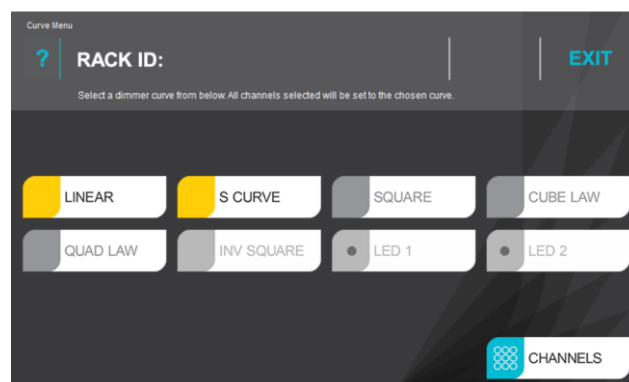 Curve Menu
? RACK ID: EXIT
Select a dimmer curve from below. All channels selected will be set to the chosen curve.
LINEAR S CURVE SQUARE CUBE LAW
QUAD LAW INV SQUARE LED 1 LED 2
CHANNELS